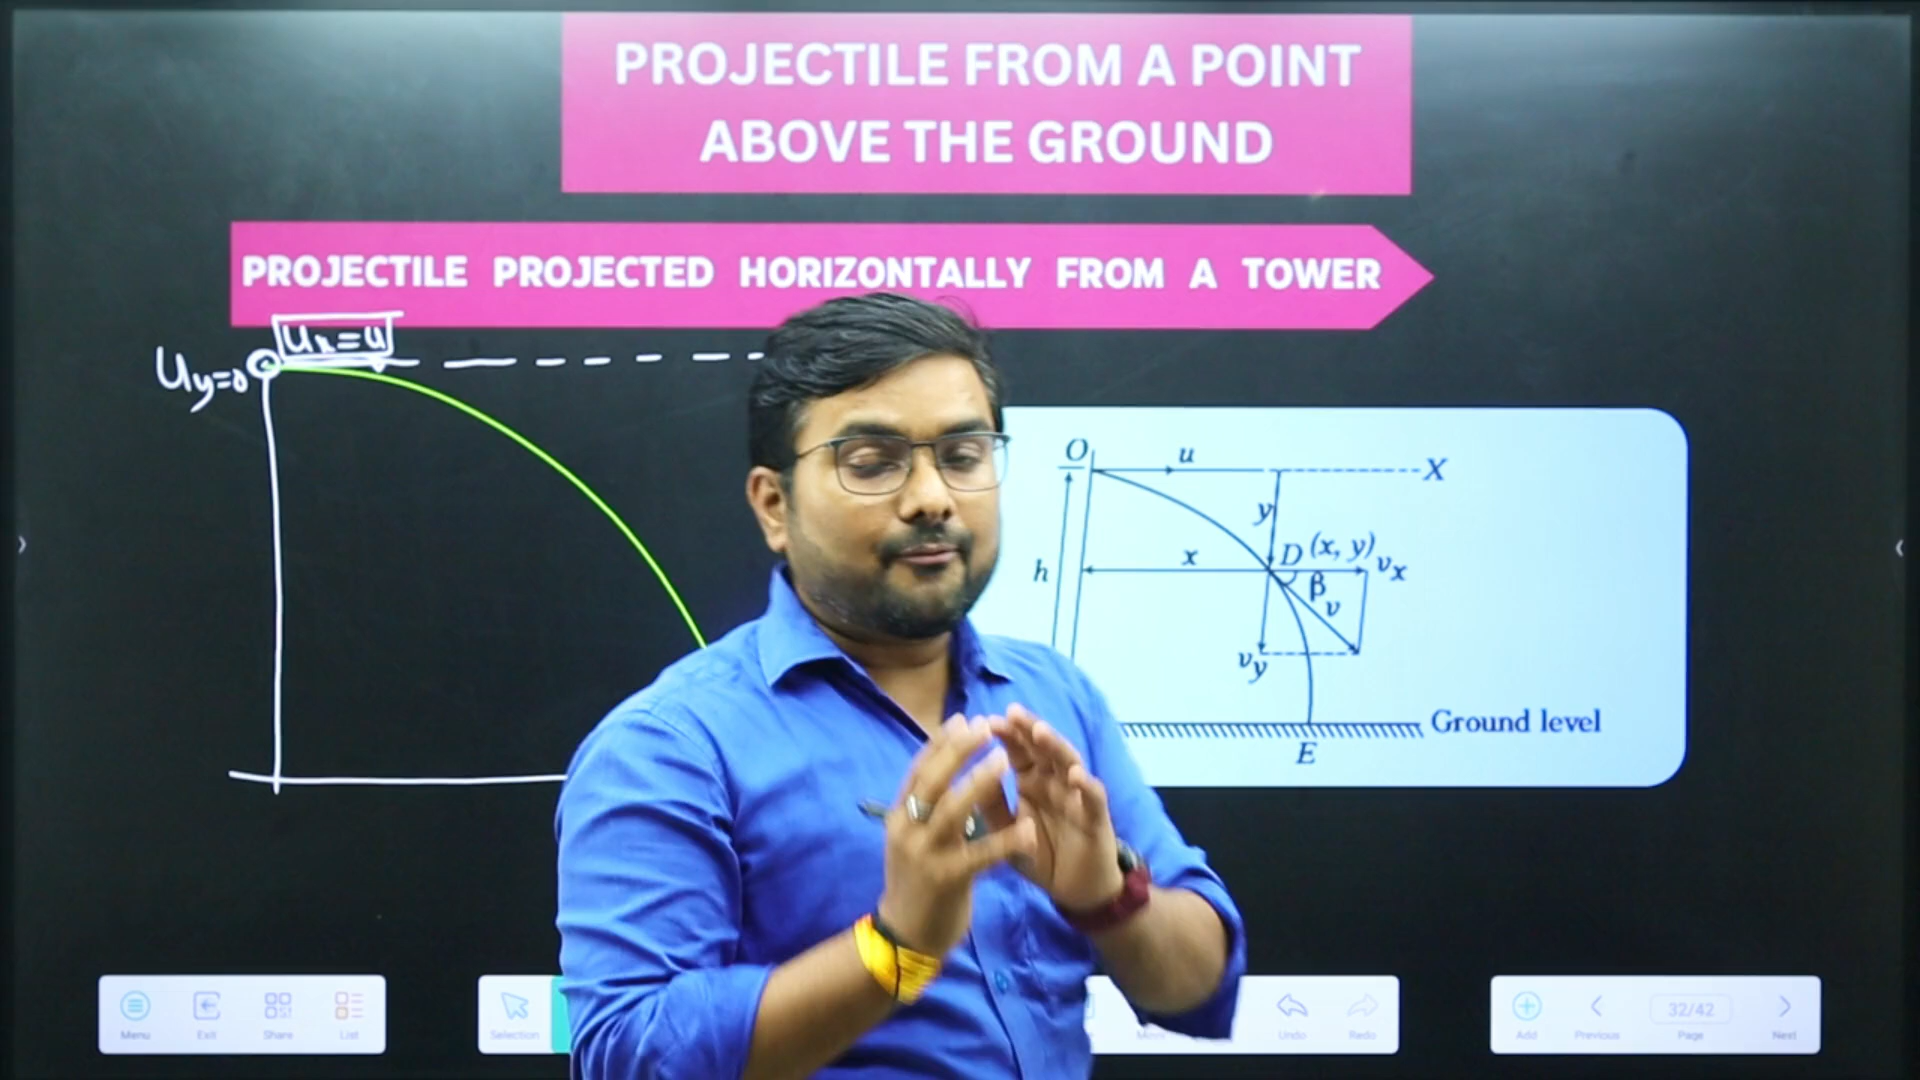 PROJECTILE FROM A POINT
ABOVE THE GROUND
PROJECTILE PROJECTED HORIZONTALLY FROM A TOWER
Ux=u
Uy=0
O
u
X
y
D (x, y)
x
vx
h
β
v
vy
Ground level
E
Menu
Exit
Share
List
Selection
Undo
Redo
Add
Previous
32/42
Page
Next